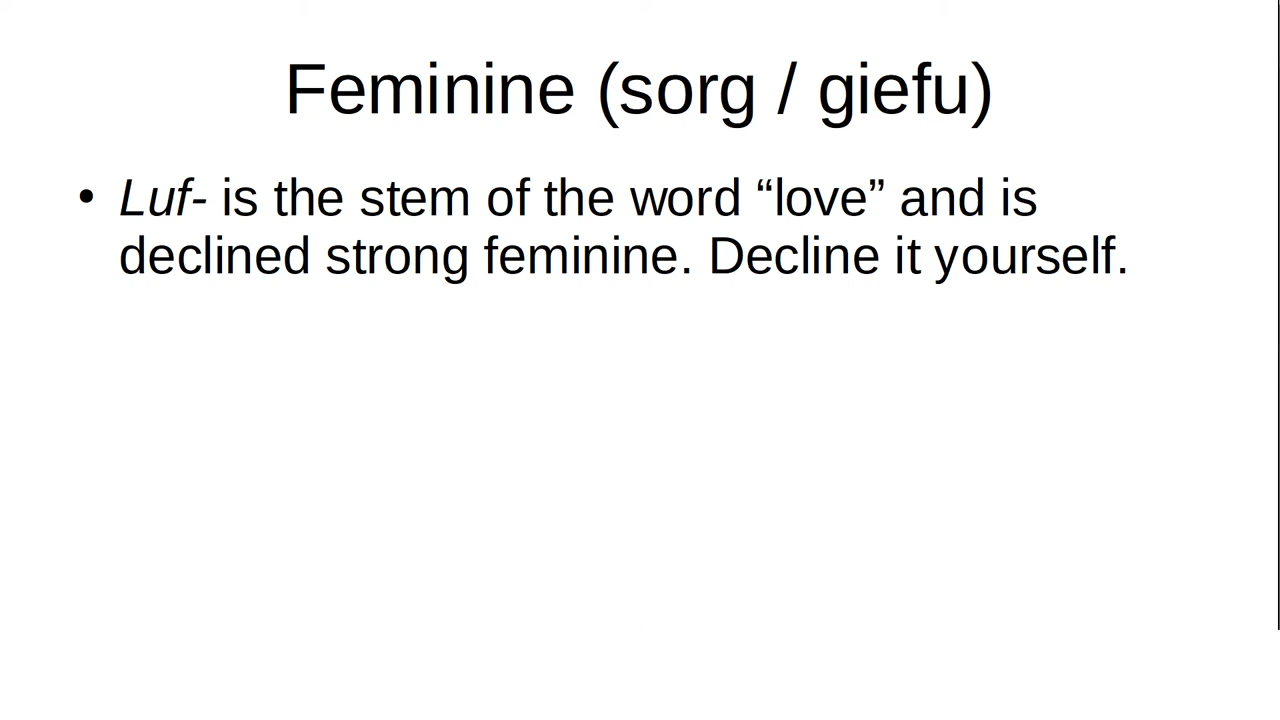 Feminine (sorg / giefu)
• Luf- is the stem of the word “love” and is
declined strong feminine. Decline it yourself.